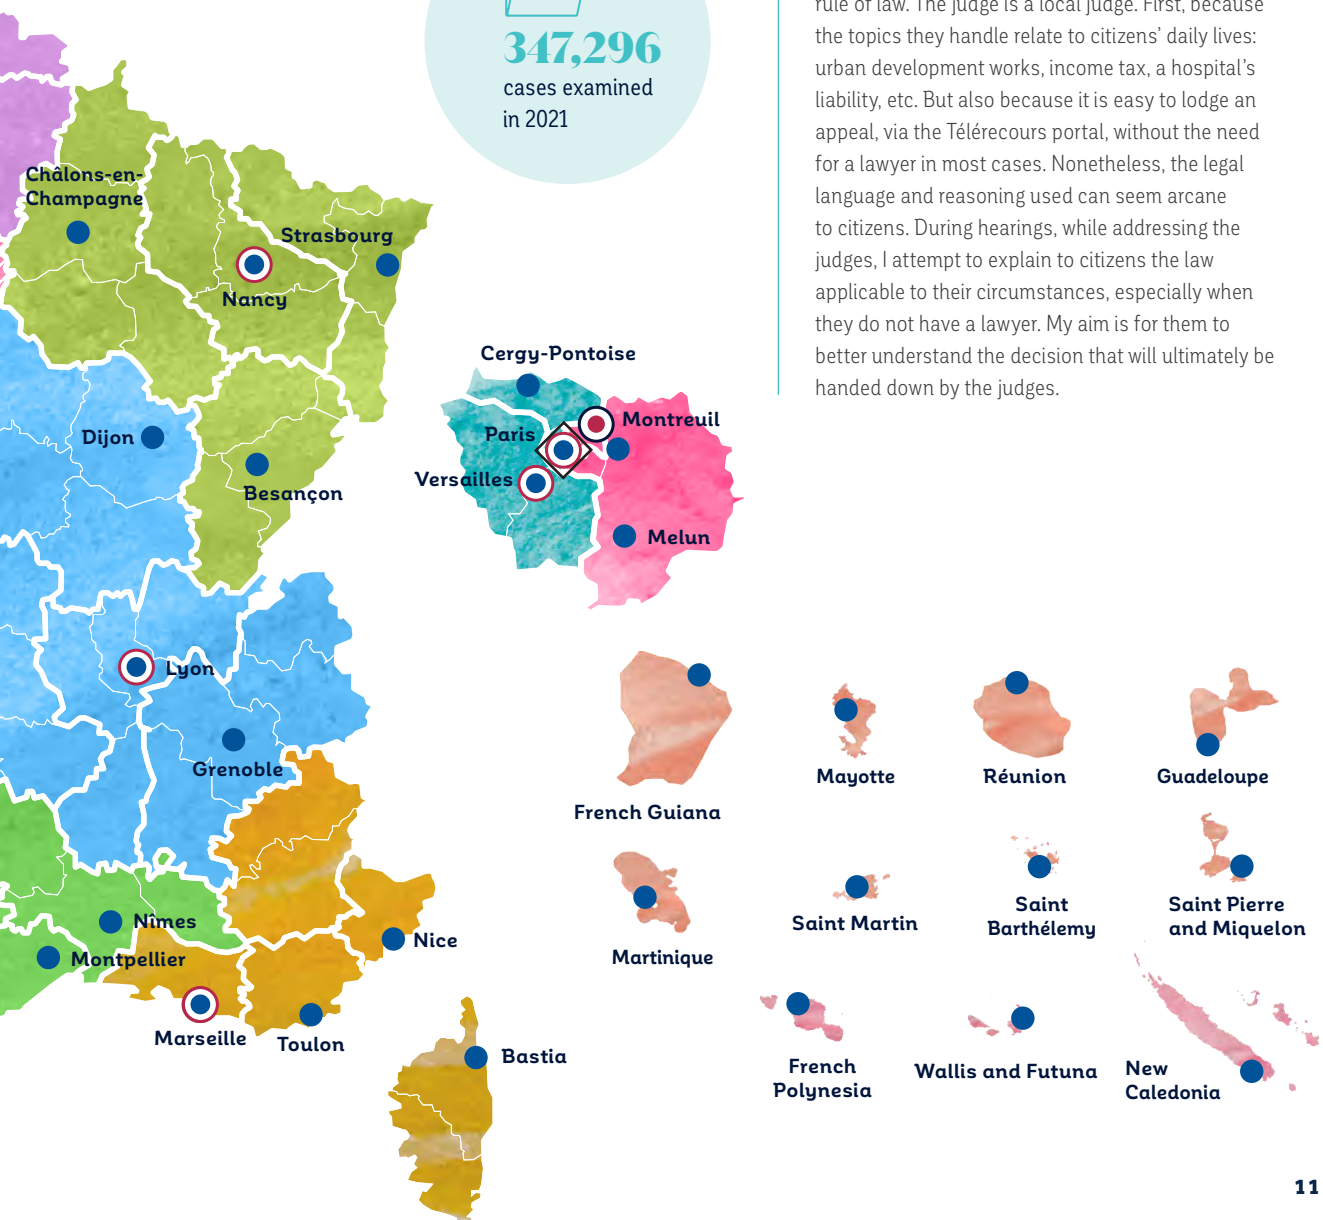 347,296
cases examined
in 2021
rule of law. The judge is a local judge. First, because
the topics they handle relate to citizens’ daily lives:
urban development works, income tax, a hospital’s
liability, etc. But also because it is easy to lodge an
appeal, via the Télérecours portal, without the need
for a lawyer in most cases. Nonetheless, the legal
language and reasoning used can seem arcane
to citizens. During hearings, while addressing the
judges, I attempt to explain to citizens the law
applicable to their circumstances, especially when
they do not have a lawyer. My aim is for them to
better understand the decision that will ultimately be
handed down by the judges.
Châlons-en-
Champagne
Strasbourg
Nancy
Dijon
Besançon
Cergy-Pontoise
Montreuil
Paris
Versailles
Melun
Lyon
Grenoble
Nîmes
Montpellier
Nice
Marseille
Toulon
Bastia
French Guiana
Mayotte
Réunion
Guadeloupe
Martinique
Saint Martin
Saint
Barthélemy
Saint Pierre
and Miquelon
French
Polynesia
Wallis and Futuna
New
Caledonia
11